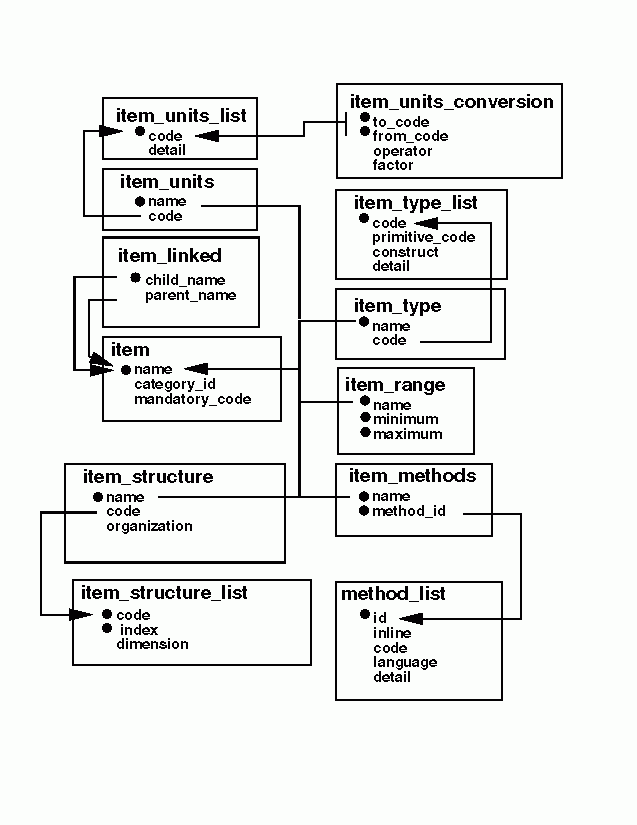 item_units_list
code
detail
item_units_conversion
to_code
from_code
operator
factor
item_units
name
code
item_type_list
code
primitive_code
construct
detail
item_linked
child_name
parent_name
item_type
name
code
item
name
category_id
mandatory_code
item_range
name
minimum
maximum
item_structure
name
code
organization
item_methods
name
method_id
item_structure_list
code
index
dimension
method_list
id
inline
code
language
detail